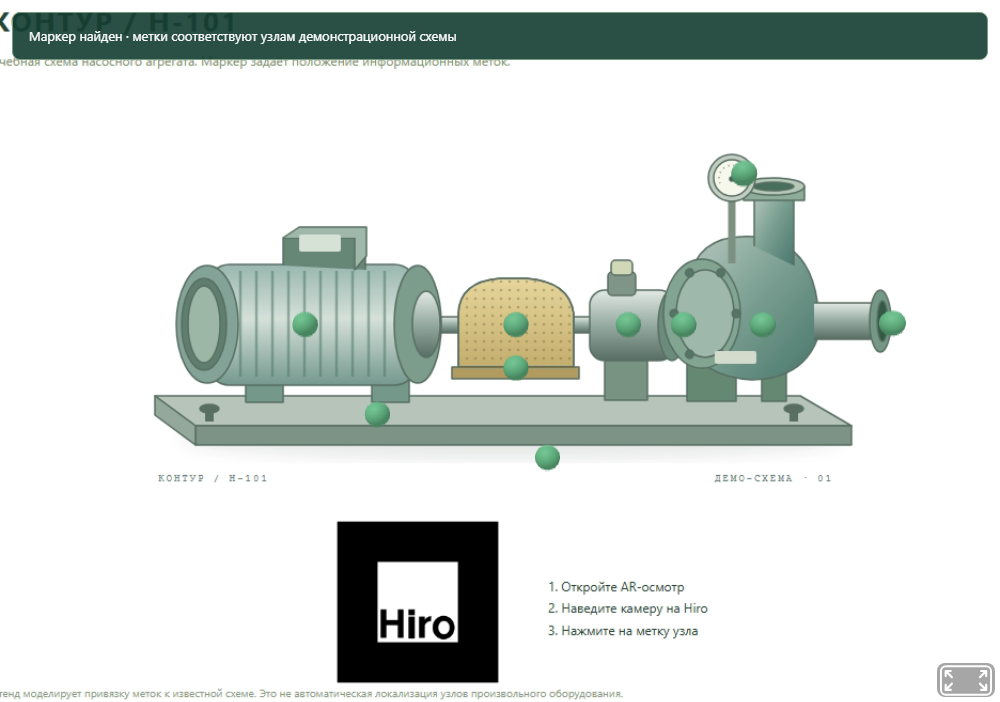 КОНТУР / Н-101
Маркер найден · метки соответствуют узлам демонстрационной схемы
схема насосного агрегата. Маркер задает положение информационных меток.
КОНТУР / Н-101
ДЕМО-СХЕМА · 01
Hiro
1. Откройте AR-осмотр
2. Наведите камеру на Hiro
3. Нажмите на метку узла
моделирует привязку меток к известной схеме. Это не автоматическая локализация узлов произвольного оборудования.